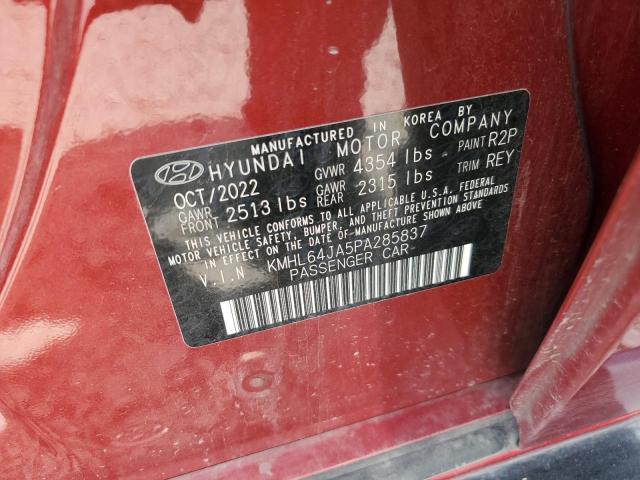 MANUFACTURED IN KOREA BY
HYUNDAI MOTOR COMPANY
OCT/2022 GVWR 4354 lbs PAINT R2P
GAWR FRONT 2513 lbs GAWR REAR 2315 lbs TRIM REY
THIS VEHICLE CONFORMS TO ALL APPLICABLE U.S.A. FEDERAL
MOTOR VEHICLE SAFETY, BUMPER, AND THEFT PREVENTION
STANDARDS IN EFFECT ON THE DATE OF MANUFACTURE SHOWN ABOVE.
V.I.N KMHL64JA5PA285837
PASSENGER CAR